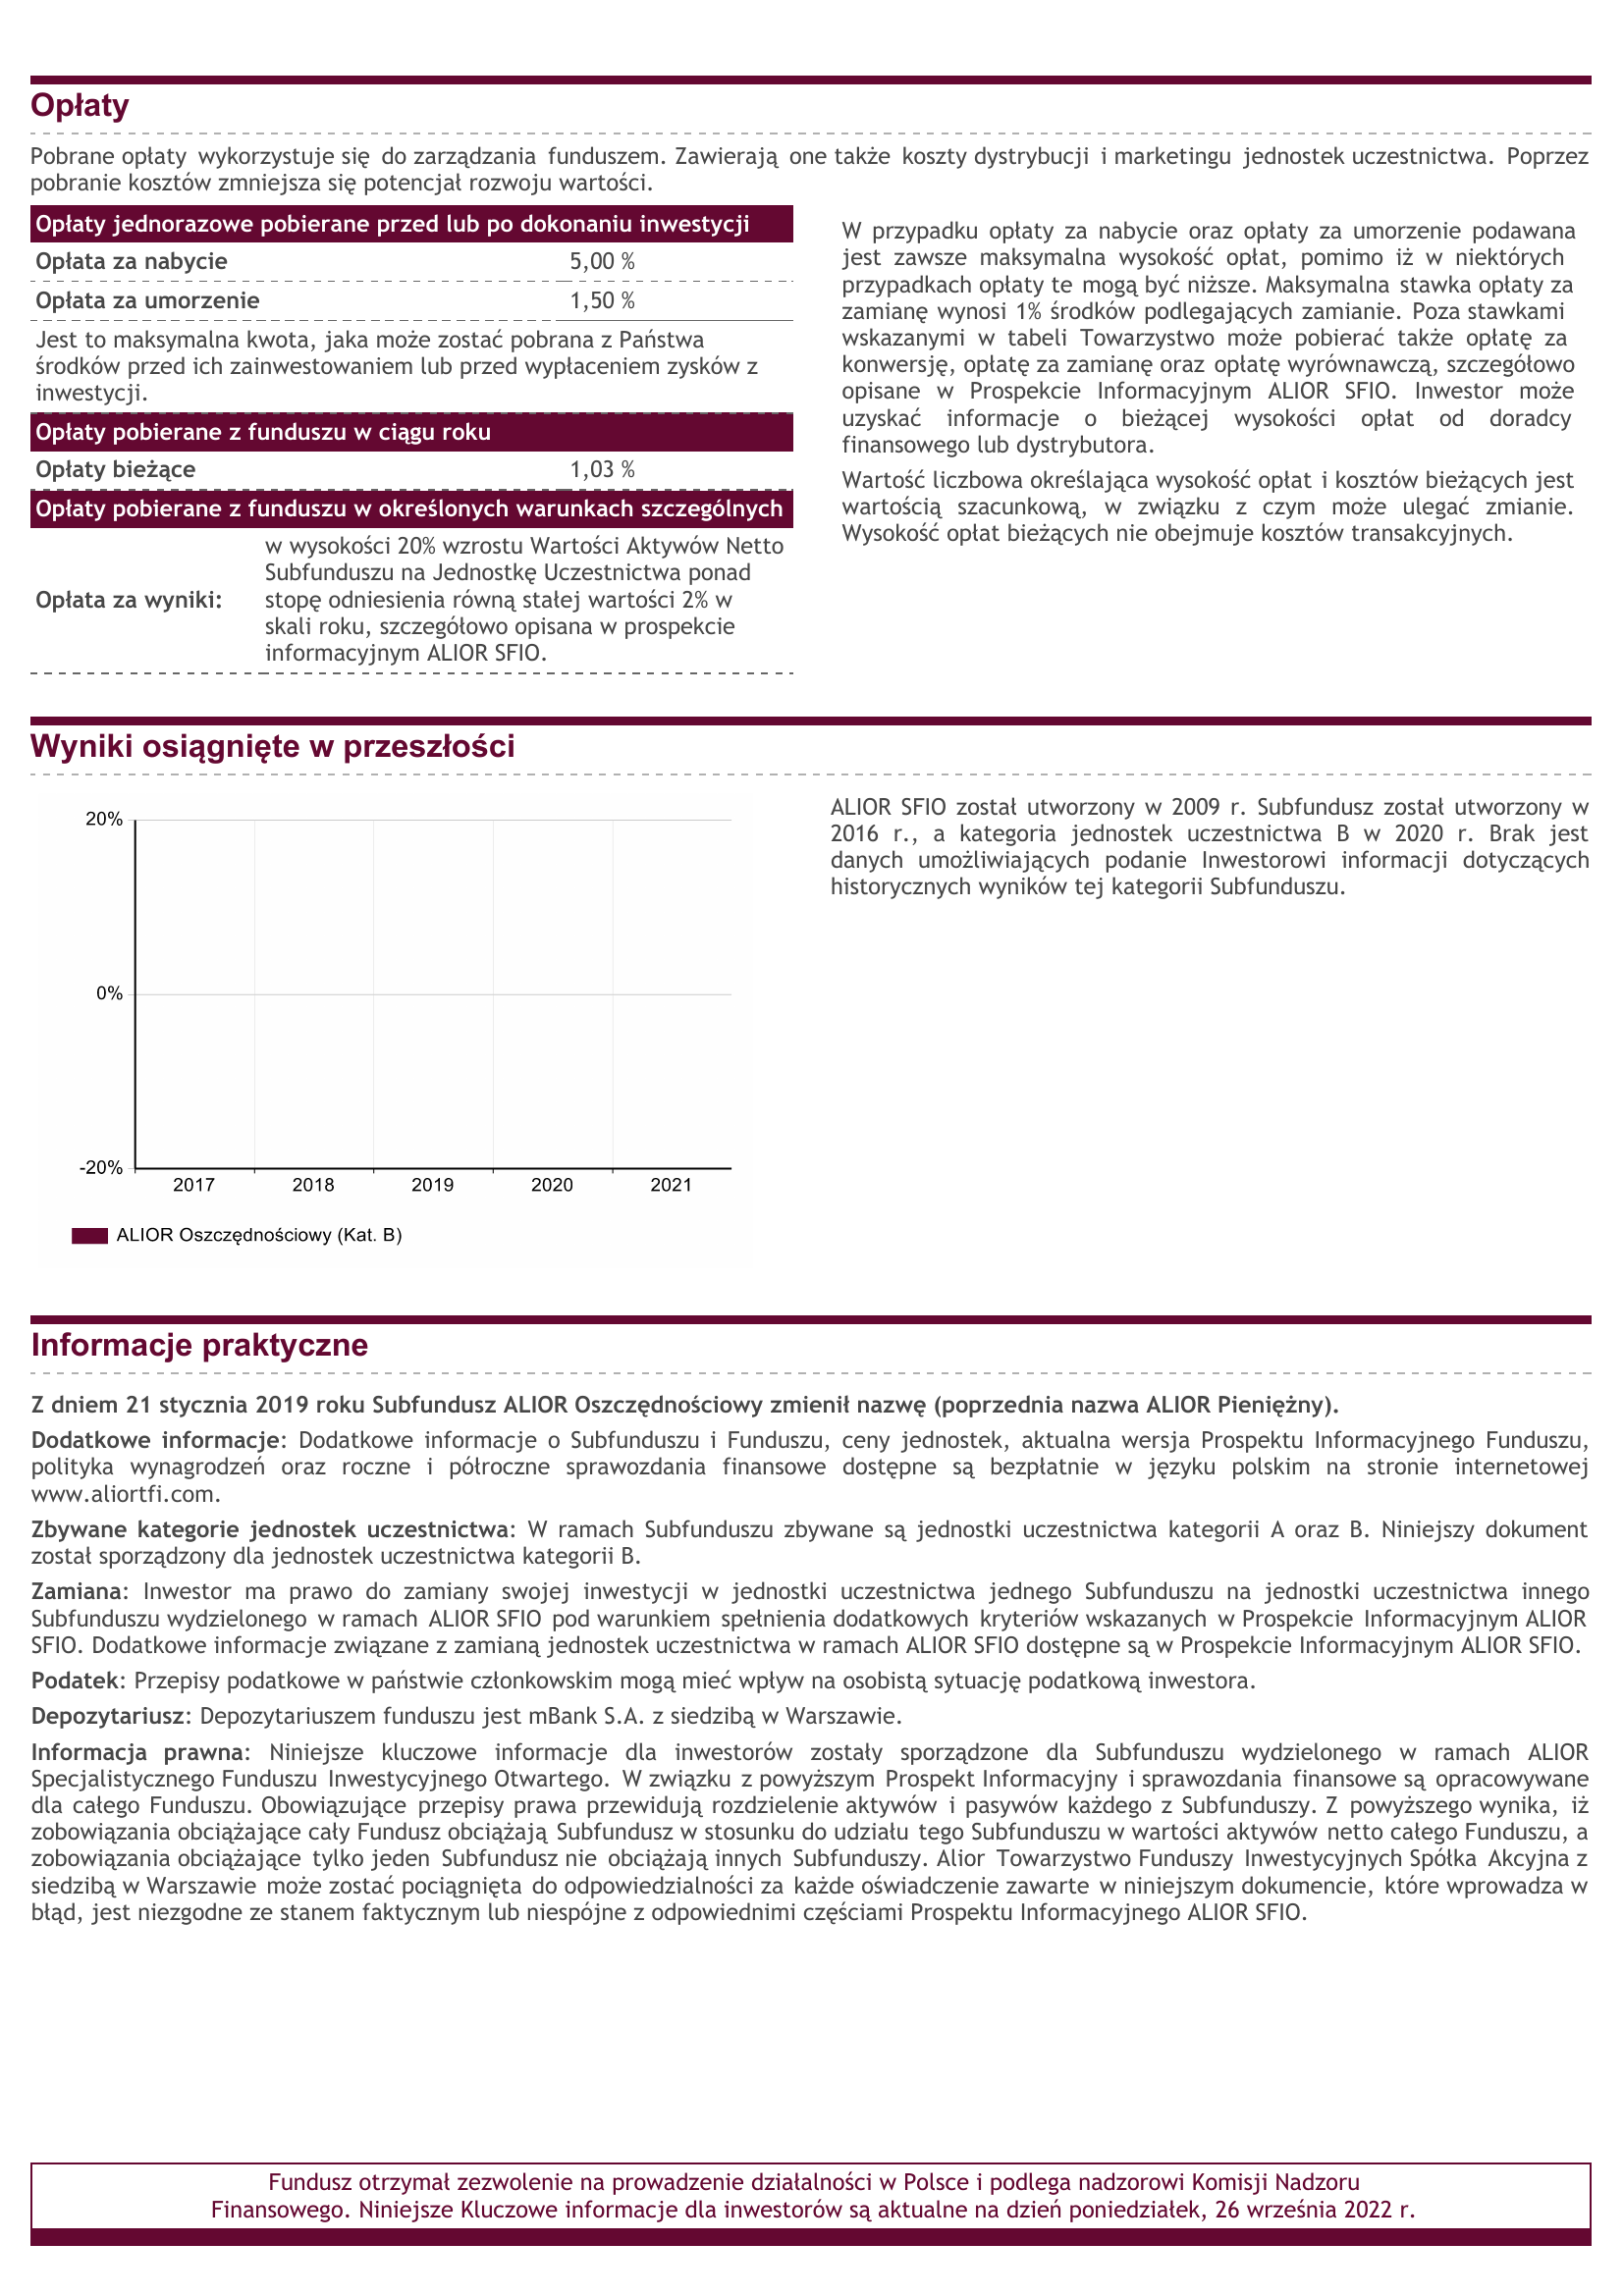 Opłaty
Pobrane opłaty wykorzystuje się do zarządzania funduszem. Zawierają one także koszty dystrybucji i marketingu jednostek uczestnictwa. Poprzez
pobranie kosztów zmniejsza się potencjał rozwoju wartości.
Opłaty jednorazowe pobierane przed lub po dokonaniu inwestycji
Opłata za nabycie 5,00 %
Opłata za umorzenie 1,50 %
Jest to maksymalna kwota, jaka może zostać pobrana z Państwa
środków przed ich zainwestowaniem lub przed wypłaceniem zysków z
inwestycji.
Opłaty pobierane z funduszu w ciągu roku
Opłaty bieżące 1,03 %
Opłaty pobierane z funduszu w określonych warunkach szczególnych
Opłata za wyniki:
w wysokości 20% wzrostu Wartości Aktywów Netto
Subfunduszu na Jednostkę Uczestnictwa ponad
stopę odniesienia równą stałej wartości 2% w
skali roku, szczegółowo opisana w prospekcie
informacyjnym ALIOR SFIO.
W przypadku opłaty za nabycie oraz opłaty za umorzenie podawana
jest zawsze maksymalna wysokość opłat, pomimo iż w niektórych
przypadkach opłaty te mogą być niższe. Maksymalna stawka opłaty za
zamianę wynosi 1% środków podlegających zamianie. Poza stawkami
wskazanymi w tabeli Towarzystwo może pobierać także opłatę za
konwersję, opłatę za zamianę oraz opłatę wyrównawczą, szczegółowo
opisane w Prospekcie Informacyjnym ALIOR SFIO. Inwestor może
uzyskać informacje o bieżącej wysokości opłat od doradcy
finansowego lub dystrybutora.
Wartość liczbowa określająca wysokość opłat i kosztów bieżących jest
wartością szacunkową, w związku z czym może ulegać zmianie.
Wysokość opłat bieżących nie obejmuje kosztów transakcyjnych.
Wyniki osiągnięte w przeszłości
20%
0%
-20%
2017 2018 2019 2020 2021
ALIOR Oszczędnościowy (Kat. B)
ALIOR SFIO został utworzony w 2009 r. Subfundusz został utworzony w
2016 r., a kategoria jednostek uczestnictwa B w 2020 r. Brak jest
danych umożliwiających podanie Inwestorowi informacji dotyczących
historycznych wyników tej kategorii Subfunduszu.
Informacje praktyczne
Z dniem 21 stycznia 2019 roku Subfundusz ALIOR Oszczędnościowy zmienił nazwę (poprzednia nazwa ALIOR Pieniężny).
Dodatkowe informacje: Dodatkowe informacje o Subfunduszu i Funduszu, ceny jednostek, aktualna wersja Prospektu Informacyjnego Funduszu,
polityka wynagrodzeń oraz roczne i półroczne sprawozdania finansowe dostępne są bezpłatnie w języku polskim na stronie internetowej
www.aliortfi.com.
Zbywane kategorie jednostek uczestnictwa: W ramach Subfunduszu zbywane są jednostki uczestnictwa kategorii A oraz B. Niniejszy dokument
został sporządzony dla jednostek uczestnictwa kategorii B.
Zamiana: Inwestor ma prawo do zamiany swojej inwestycji w jednostki uczestnictwa jednego Subfunduszu na jednostki uczestnictwa innego
Subfunduszu wydzielonego w ramach ALIOR SFIO pod warunkiem spełnienia dodatkowych kryteriów wskazanych w Prospekcie Informacyjnym ALIOR
SFIO. Dodatkowe informacje związane z zamianą jednostek uczestnictwa w ramach ALIOR SFIO dostępne są w Prospekcie Informacyjnym ALIOR SFIO.
Podatek: Przepisy podatkowe w państwie członkowskim mogą mieć wpływ na osobistą sytuację podatkową inwestora.
Depozytariusz: Depozytariuszem funduszu jest mBank S.A. z siedzibą w Warszawie.
Informacja prawna: Niniejsze kluczowe informacje dla inwestorów zostały sporządzone dla Subfunduszu wydzielonego w ramach ALIOR
Specjalistycznego Funduszu Inwestycyjnego Otwartego. W związku z powyższym Prospekt Informacyjny i sprawozdania finansowe są opracowywane
dla całego Funduszu. Obowiązujące przepisy prawa przewidują rozdzielenie aktywów i pasywów każdego z Subfunduszy. Z powyższego wynika, iż
zobowiązania obciążające cały Fundusz obciążają Subfundusz w stosunku do udziału tego Subfunduszu w wartości aktywów netto całego Funduszu, a
zobowiązania obciążające tylko jeden Subfundusz nie obciążają innych Subfunduszy. Alior Towarzystwo Funduszy Inwestycyjnych Spółka Akcyjna z
siedzibą w Warszawie może zostać pociągnięta do odpowiedzialności za każde oświadczenie zawarte w niniejszym dokumencie, które wprowadza w
błąd, jest niezgodne ze stanem faktycznym lub niespójne z odpowiednimi częściami Prospektu Informacyjnego ALIOR SFIO.
Fundusz otrzymał zezwolenie na prowadzenie działalności w Polsce i podlega nadzorowi Komisji Nadzoru
Finansowego. Niniejsze Kluczowe informacje dla inwestorów są aktualne na dzień poniedziałek, 26 września 2022 r.